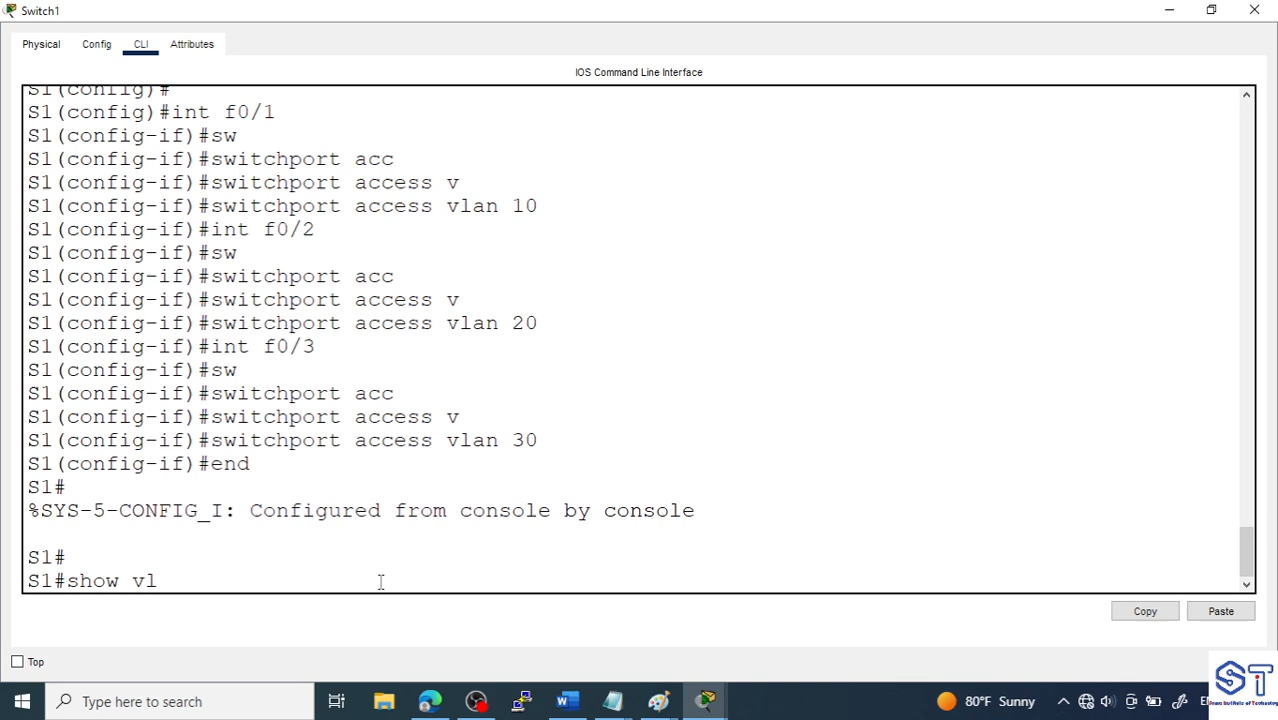 Switch1
Physical Config CLI Attributes
IOS Command Line Interface
S1(config)#
S1(config)#int f0/1
S1(config-if)#sw
S1(config-if)#switchport acc
S1(config-if)#switchport access v
S1(config-if)#switchport access vlan 10
S1(config-if)#int f0/2
S1(config-if)#sw
S1(config-if)#switchport acc
S1(config-if)#switchport access v
S1(config-if)#switchport access vlan 20
S1(config-if)#int f0/3
S1(config-if)#sw
S1(config-if)#switchport acc
S1(config-if)#switchport access v
S1(config-if)#switchport access vlan 30
S1(config-if)#end
S1#
%SYS-5-CONFIG_I: Configured from console by console
S1#
S1#show vl
Copy Paste
Top
Type here to search
80°F Sunny